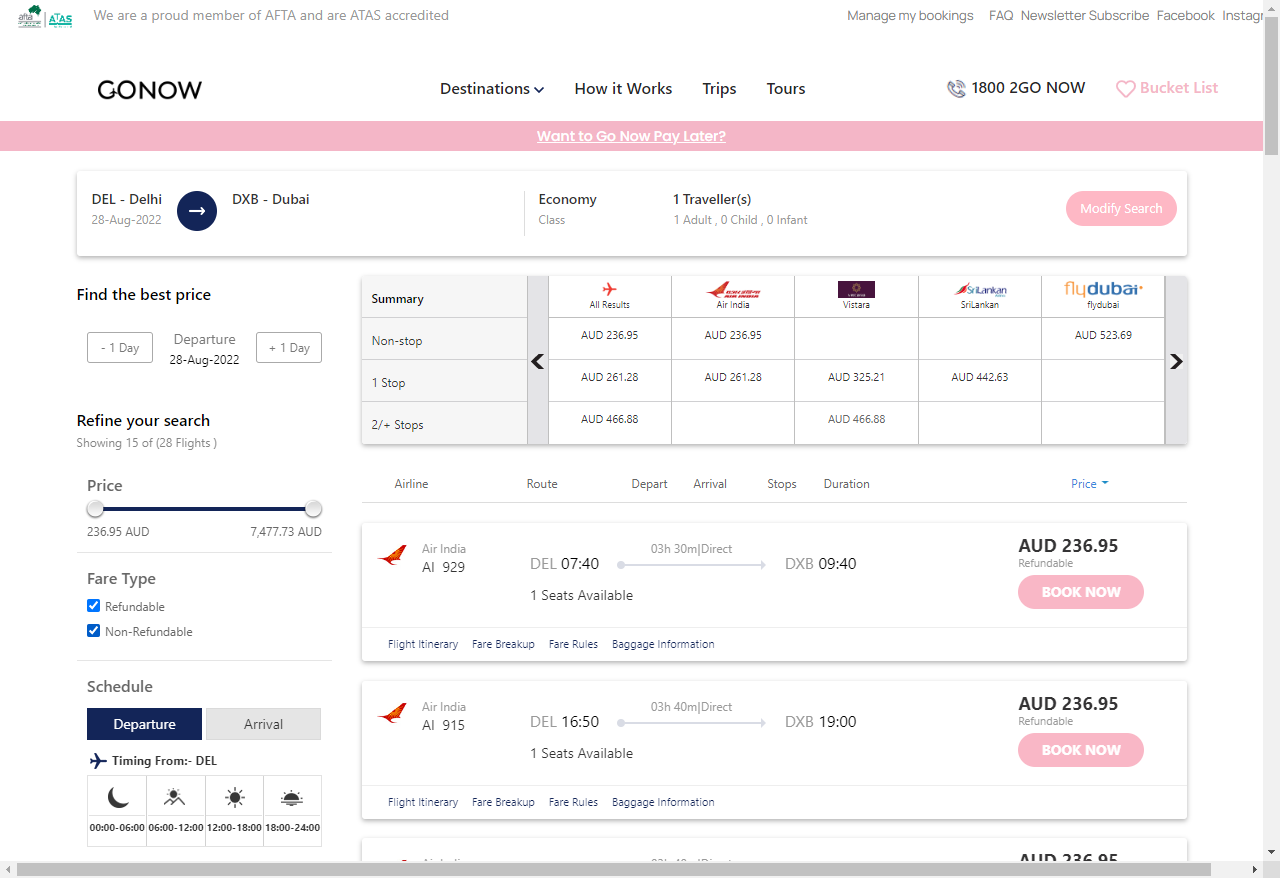 afta ATAS We are a proud member of AFTA and are ATAS accredited Manage my bookings FAQ Newsletter Subscribe Facebook
GONOW Destinations How it Works Trips Tours 1800 2GO NOW Bucket List
Want to Go Now Pay Later?
DEL - Delhi → DXB - Dubai Economy 1 Traveller(s) Modify Search
28-Aug-2022 Class 1 Adult , 0 Child , 0 Infant
Find the best price
- 1 Day Departure + 1 Day
28-Aug-2022
Refine your search
Showing 15 of (28 Flights )
Price
236.95 AUD 7,477.73 AUD
Fare Type
Refundable
Non-Refundable
Schedule
Departure Arrival
Timing From:- DEL
00:00-06:00 06:00-12:00 12:00-18:00 18:00-24:00
Summary All Results AIR INDIA Air India Vistara SriLankan SriLankan flydubai flydubai
Non-stop AUD 236.95 AUD 236.95 AUD 523.69
1 Stop AUD 261.28 AUD 261.28 AUD 325.21 AUD 442.63
2/+ Stops AUD 466.88 AUD 466.88
Airline Route Depart Arrival Stops Duration Price
Air India 03h 30m|Direct AUD 236.95
AI 929 DEL 07:40 DXB 09:40 Refundable
1 Seats Available BOOK NOW
Flight Itinerary Fare Breakup Fare Rules Baggage Information
Air India 03h 40m|Direct AUD 236.95
AI 915 DEL 16:50 DXB 19:00 Refundable
1 Seats Available BOOK NOW
Flight Itinerary Fare Breakup Fare Rules Baggage Information
AUD 236.95